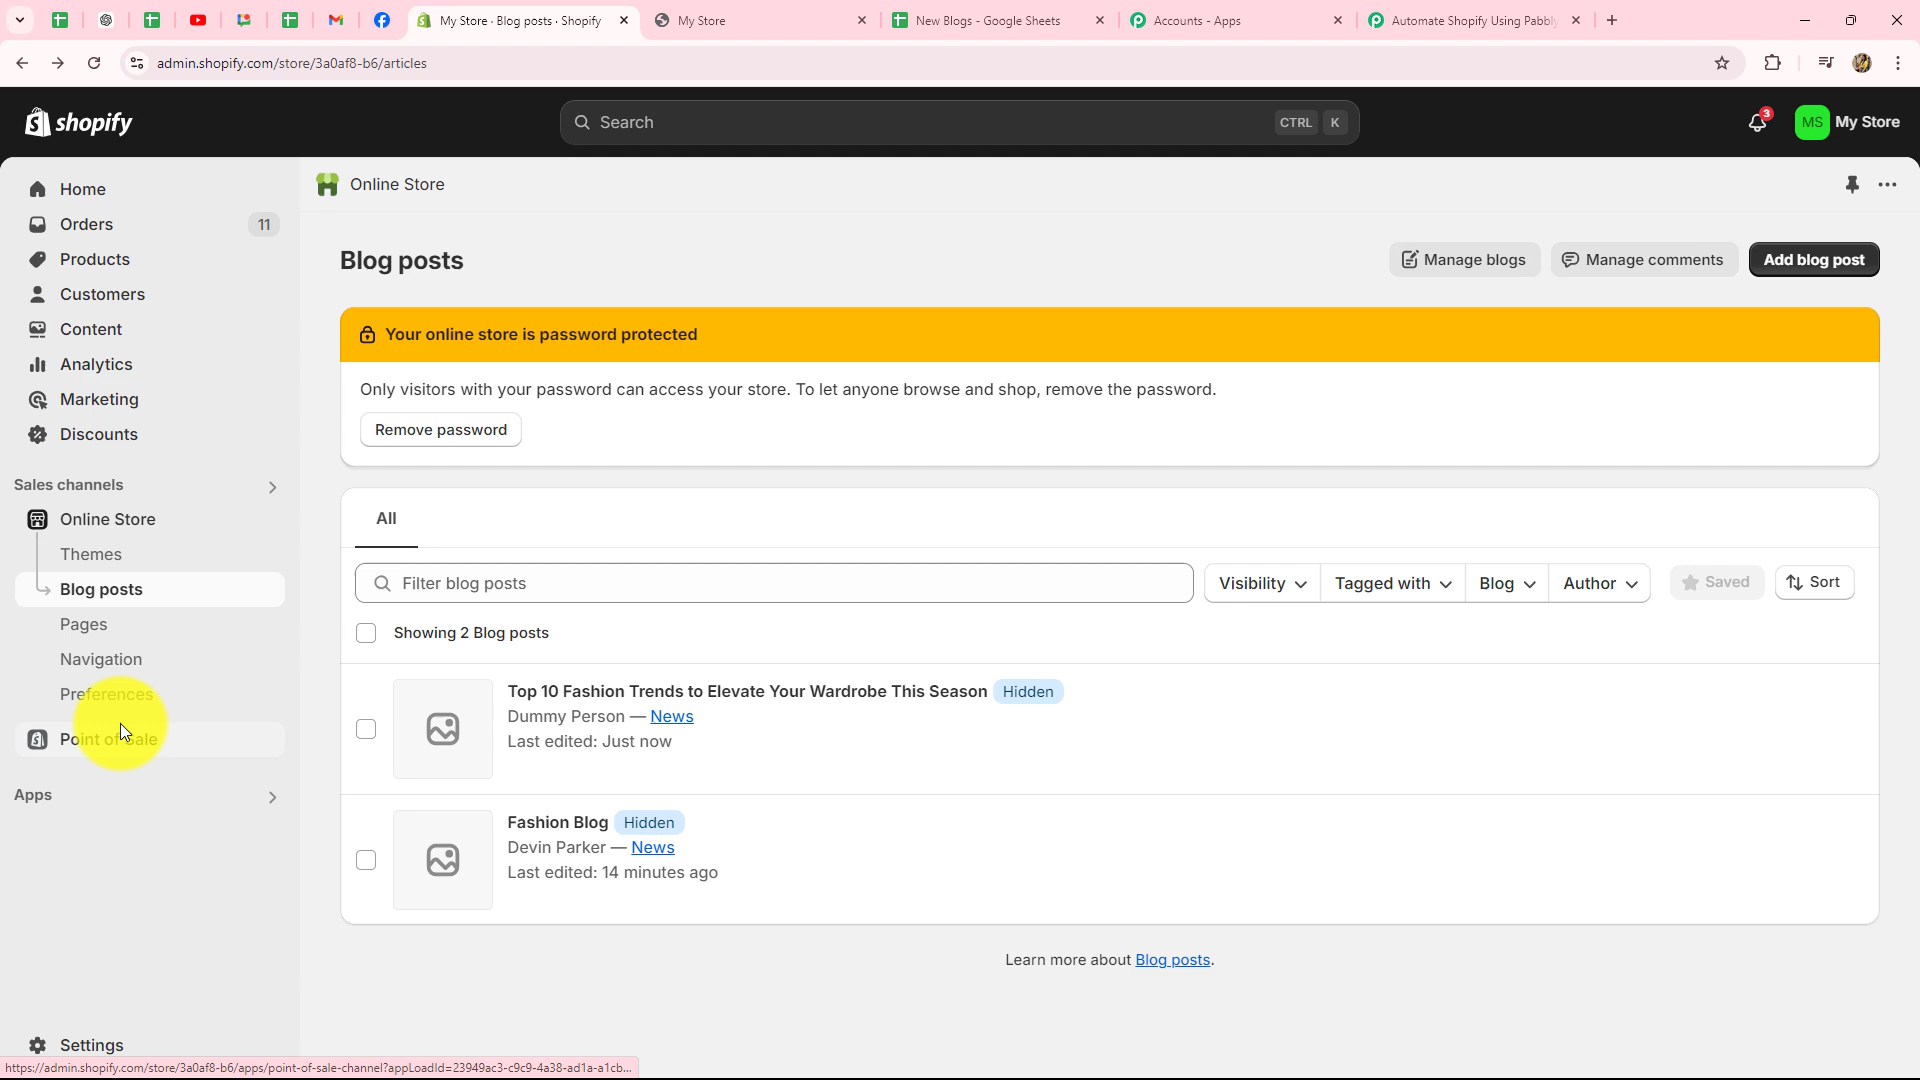 My Store · Blog posts · Shopify
My Store
New Blogs - Google Sheets
Accounts - Apps
Automate Shopify Using Pabbly
admin.shopify.com/store/3a0af8-b6/articles
shopify
Search
CTRL K
3
MS
My Store
Home
Orders
11
Products
Customers
Content
Analytics
Marketing
Discounts
Sales channels
Online Store
Themes
Blog posts
Pages
Navigation
Preferences
Point of Sale
Apps
Settings
Online Store
Blog posts
Manage blogs
Manage comments
Add blog post
Your online store is password protected
Only visitors with your password can access your store. To let anyone browse and shop, remove the password.
Remove password
All
Filter blog posts
Visibility
Tagged with
Blog
Author
Saved
Sort
Showing 2 Blog posts
Top 10 Fashion Trends to Elevate Your Wardrobe This Season Hidden
Dummy Person — News
Last edited: Just now
Fashion Blog Hidden
Devin Parker — News
Last edited: 14 minutes ago
Learn more about Blog posts.
https://admin.shopify.com/store/3a0af8-b6/apps/point-of-sale-channel?appLoadId=23949ac3-c9c9-4a38-ad1a-a1cb...